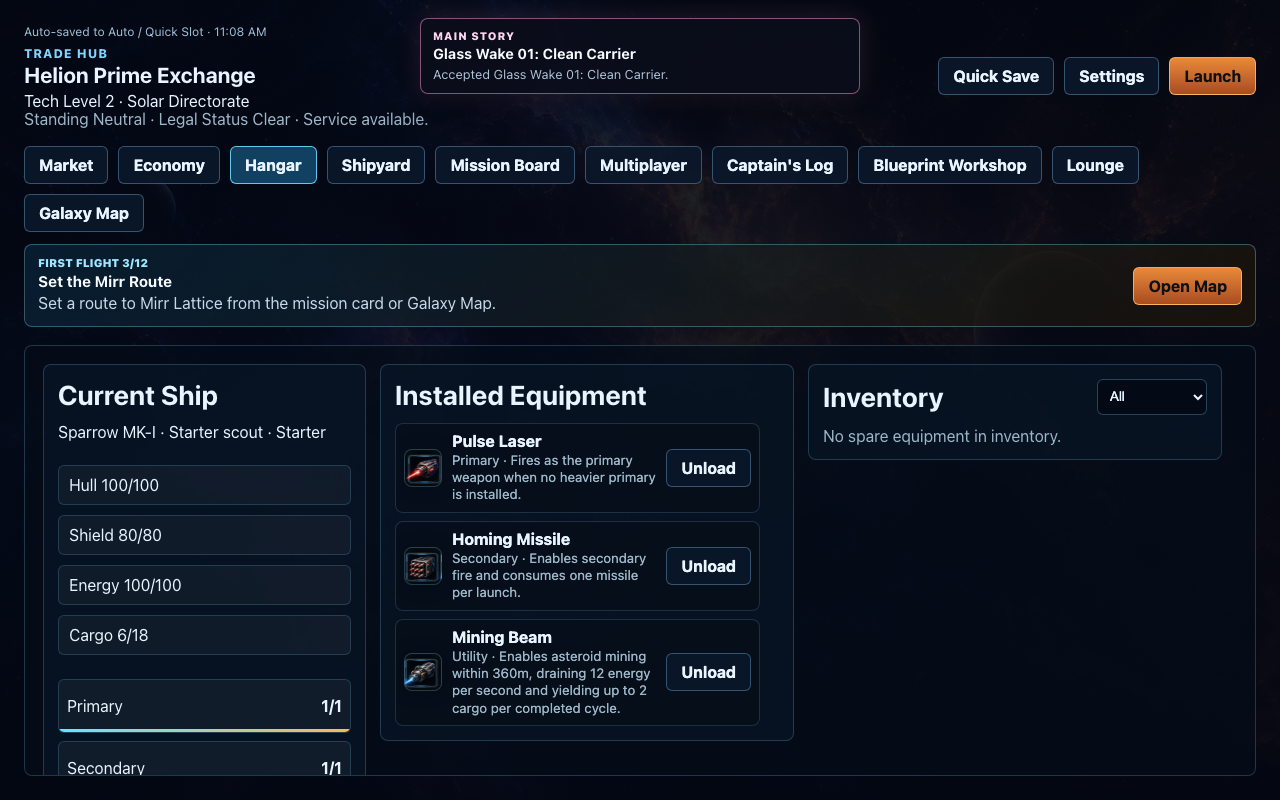 Auto-saved to Auto / Quick Slot · 11:08 AM
TRADE HUB
Helion Prime Exchange
Tech Level 2 · Solar Directorate
Standing Neutral · Legal Status Clear · Service available.
MAIN STORY
Glass Wake 01: Clean Carrier
Accepted Glass Wake 01: Clean Carrier.
Quick Save
Settings
Launch
Market
Economy
Hangar
Shipyard
Mission Board
Multiplayer
Captain's Log
Blueprint Workshop
Lounge
Galaxy Map
FIRST FLIGHT 3/12
Set the Mirr Route
Set a route to Mirr Lattice from the mission card or Galaxy Map.
Open Map
Current Ship
Sparrow MK-I · Starter scout · Starter
Hull 100/100
Shield 80/80
Energy 100/100
Cargo 6/18
Primary 1/1
Secondary 1/1
Installed Equipment
Pulse Laser
Primary · Fires as the primary
weapon when no heavier primary
is installed.
Unload
Homing Missile
Secondary · Enables secondary
fire and consumes one missile
per launch.
Unload
Mining Beam
Utility · Enables asteroid mining
within 360m, draining 12 energy
per second and yielding up to 2
cargo per completed cycle.
Unload
Inventory
All
No spare equipment in inventory.